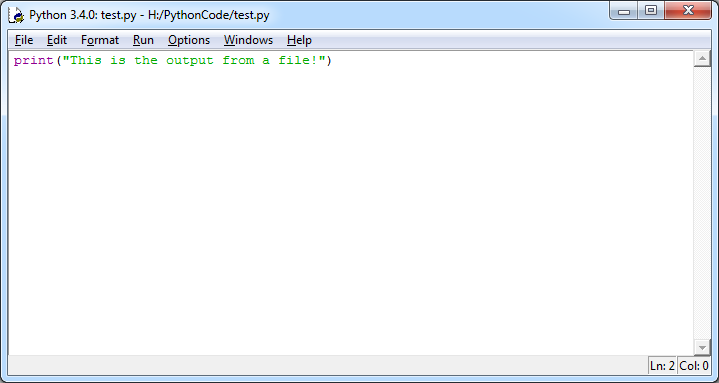 Python 3.4.0: test.py - H:/PythonCode/test.py
File Edit Format Run Options Windows Help
print("This is the output from a file!")
Ln: 2 Col: 0